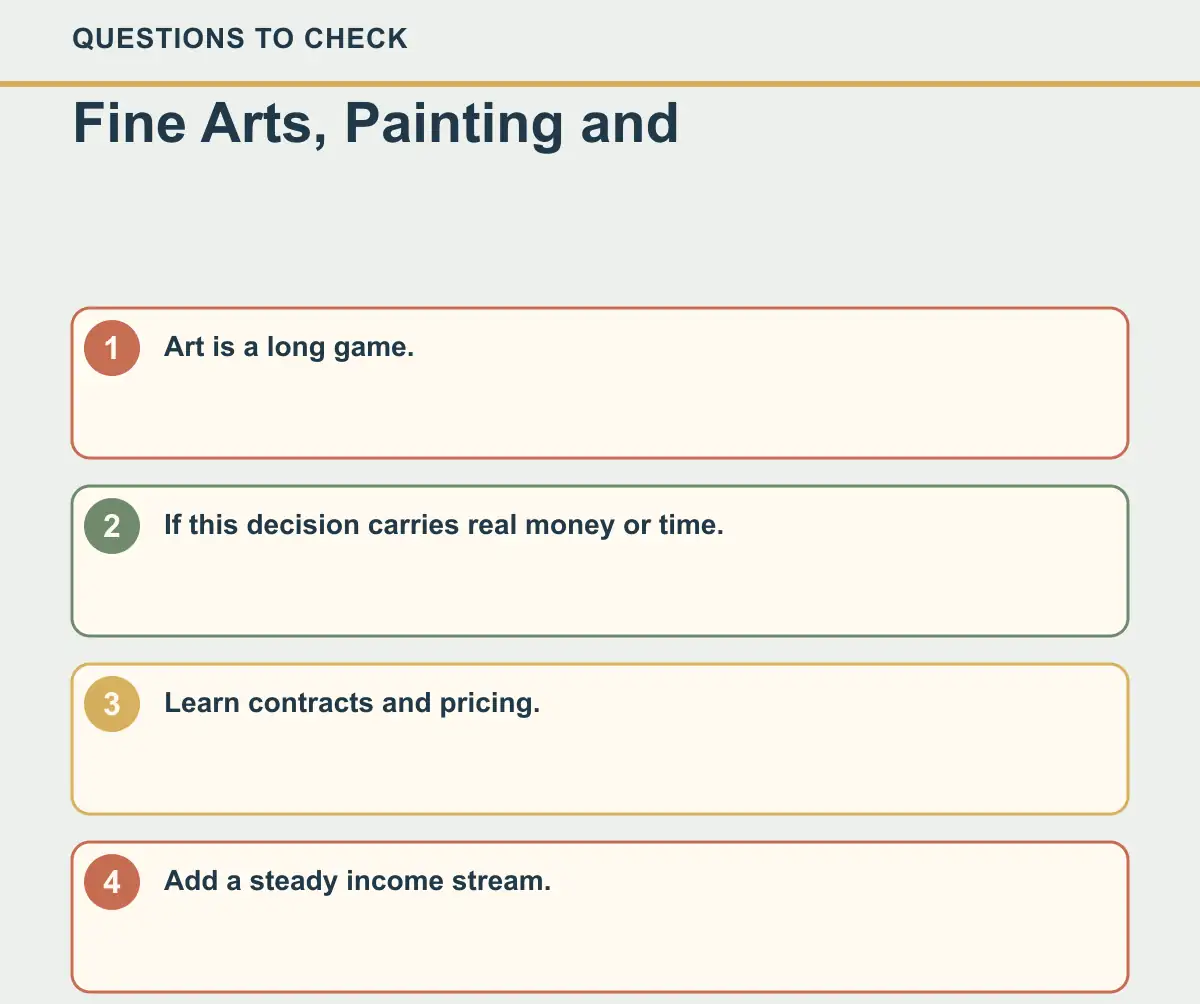 QUESTIONS TO CHECK
Fine Arts, Painting and
1 Art is a long game.
2 If this decision carries real money or time.
3 Learn contracts and pricing.
4 Add a steady income stream.